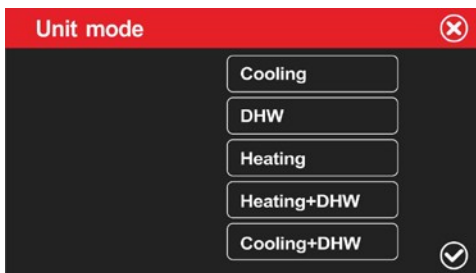 Unit mode
Cooling
DHW
Heating
Heating+DHW
Cooling+DHW